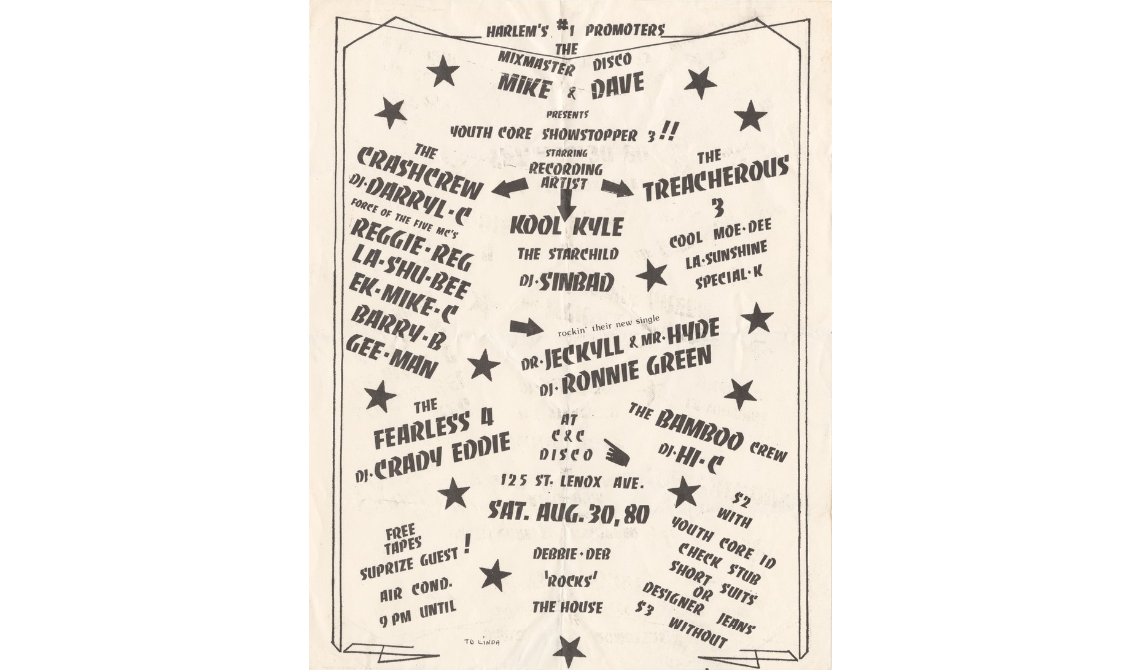 HARLEM'S #1 PROMOTERS
THE
MIXMASTER DISCO
MIKE & DAVE
PRESENTS
YOUTH CORE SHOWSTOPPER 3!!
STARRING
RECORDING
ARTIST
THE
CRASHCREW
DJ·DARRYL·C
FORCE OF THE FIVE MC'S
REGGIE·REG
LA·SHU·BEE
EK·MIKE·C
BARRY·B
GEE·MAN
KOOL KYLE
THE STARCHILD
DJ·SINBAD
THE
TREACHEROUS
3
COOL MOE·DEE
LA·SUNSHINE
SPECIAL·K
rockin' their new single
DR·JECKYLL & MR·HYDE
DJ·RONNIE GREEN
THE
FEARLESS 4
DJ·CRADY EDDIE
AT
C&C
DISCO
THE BAMBOO CREW
DJ·HI-C
125 ST. LENOX AVE.
SAT. AUG. 30, 80
FREE
TAPES
SUPRIZE GUEST!
AIR COND.
9 PM UNTIL
DEBBIE·DEB
'ROCKS'
THE HOUSE
$2
WITH
YOUTH CORE ID
CHECK STUB
SHORT SUITS
OR
DESIGNER JEANS
$3 WITHOUT
TO LINDA